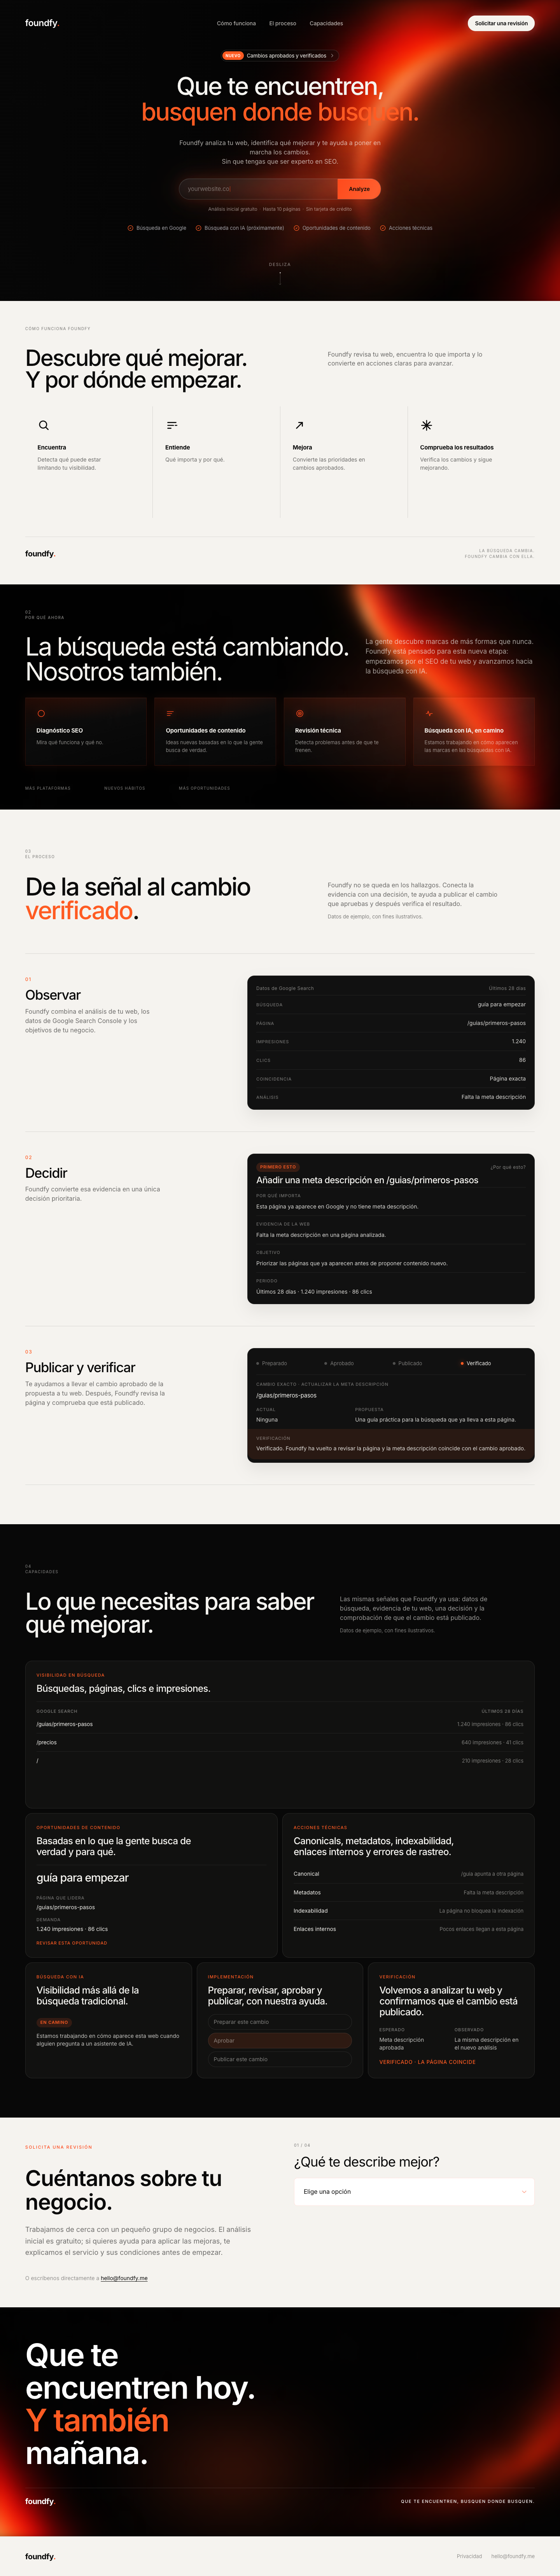 foundfy.
Cómo funciona
El proceso
Capacidades
Solicitar una revisión
NUEVO
Cambios aprobados y verificados
Que te encuentren,
busquen donde busquen.
Foundfy analiza tu web, identifica qué mejorar y te ayuda a poner en
marcha los cambios.
Sin que tengas que ser experto en SEO.
yourwebsite.co
Analyze
Análisis inicial gratuito · Hasta 10 páginas · Sin tarjeta de crédito
Búsqueda en Google
Búsqueda con IA (próximamente)
Oportunidades de contenido
Acciones técnicas
DESLIZA
CÓMO FUNCIONA FOUNDFY
Descubre qué mejorar.
Y por dónde empezar.
Foundfy revisa tu web, encuentra lo que importa y lo
convierte en acciones claras para avanzar.
Encuentra
Detecta qué puede estar
limitando tu visibilidad.
Entiende
Qué importa y por qué.
Mejora
Convierte las prioridades en
cambios aprobados.
Comprueba los resultados
Verifica los cambios y sigue
mejorando.
foundfy.
LA BÚSQUEDA CAMBIA.
FOUNDFY CAMBIA CON ELLA.
02
POR QUÉ AHORA
La búsqueda está cambiando.
Nosotros también.
La gente descubre marcas de más formas que nunca.
Foundfy está pensado para esta nueva etapa:
empezamos por el SEO de tu web y avanzamos hacia
la búsqueda con IA.
Diagnóstico SEO
Mira qué funciona y qué no.
Oportunidades de contenido
Ideas nuevas basadas en lo que la gente
busca de verdad.
Revisión técnica
Detecta problemas antes de que te
frenen.
Búsqueda con IA, en camino
Estamos trabajando en cómo aparecen
las marcas en las búsquedas con IA.
MÁS PLATAFORMAS
NUEVOS HÁBITOS
MÁS OPORTUNIDADES
03
EL PROCESO
De la señal al cambio
verificado.
Foundfy no se queda en los hallazgos. Conecta la
evidencia con una decisión, te ayuda a publicar el cambio
que apruebas y después verifica el resultado.
Datos de ejemplo, con fines ilustrativos.
01
Observar
Foundfy combina el análisis de tu web, los
datos de Google Search Console y los
objetivos de tu negocio.
Datos de Google Search
Últimos 28 días
BÚSQUEDA
guía para empezar
PÁGINA
/guias/primeros-pasos
IMPRESIONES
1.240
CLICS
86
COINCIDENCIA
Página exacta
ANÁLISIS
Falta la meta descripción
02
Decidir
Foundfy convierte esa evidencia en una única
decisión prioritaria.
PRIMERO ESTO
¿Por qué esto?
Añadir una meta descripción en /guias/primeros-pasos
POR QUÉ IMPORTA
Esta página ya aparece en Google y no tiene meta descripción.
EVIDENCIA DE LA WEB
Falta la meta descripción en una página analizada.
OBJETIVO
Priorizar las páginas que ya aparecen antes de proponer contenido nuevo.
PERIODO
Últimos 28 días · 1.240 impresiones · 86 clics
03
Publicar y verificar
Te ayudamos a llevar el cambio aprobado de la
propuesta a tu web. Después, Foundfy revisa la
página y comprueba que está publicado.
Preparado
Aprobado
Publicado
Verificado
CAMBIO EXACTO · ACTUALIZAR LA META DESCRIPCIÓN
/guias/primeros-pasos
ACTUAL
Ninguna
PROPUESTA
Una guía práctica para la búsqueda que ya lleva a esta página.
VERIFICACIÓN
Verificado. Foundfy ha vuelto a revisar la página y la meta descripción coincide con el cambio aprobado.
04
CAPACIDADES
Lo que necesitas para saber
qué mejorar.
Las mismas señales que Foundfy ya usa: datos de
búsqueda, evidencia de tu web, una decisión y la
comprobación de que el cambio está publicado.
Datos de ejemplo, con fines ilustrativos.
VISIBILIDAD EN BÚSQUEDA
Búsquedas, páginas, clics e impresiones.
GOOGLE SEARCH
ÚLTIMOS 28 DÍAS
/guias/primeros-pasos
1.240 impresiones · 86 clics
/precios
640 impresiones · 41 clics
/
210 impresiones · 28 clics
OPORTUNIDADES DE CONTENIDO
Basadas en lo que la gente busca de
verdad y para qué.
guía para empezar
PÁGINA QUE LIDERA
/guias/primeros-pasos
DEMANDA
1.240 impresiones · 86 clics
REVISAR ESTA OPORTUNIDAD
ACCIONES TÉCNICAS
Canonicals, metadatos, indexabilidad,
enlaces internos y errores de rastreo.
Canonical
/guia apunta a otra página
Metadatos
Falta la meta descripción
Indexabilidad
La página no bloquea la indexación
Enlaces internos
Pocos enlaces llegan a esta página
BÚSQUEDA CON IA
Visibilidad más allá de la
búsqueda tradicional.
EN CAMINO
Estamos trabajando en cómo aparece esta web cuando
alguien pregunta a un asistente de IA.
IMPLEMENTACIÓN
Preparar, revisar, aprobar y
publicar, con nuestra ayuda.
Preparar este cambio
Aprobar
Publicar este cambio
VERIFICACIÓN
Volvemos a analizar tu web y
confirmamos que el cambio está
publicado.
ESPERADO
Meta descripción
aprobada
OBSERVADO
La misma descripción en
el nuevo análisis
VERIFICADO · LA PÁGINA COINCIDE
SOLICITA UNA REVISIÓN
Cuéntanos sobre tu
negocio.
Trabajamos de cerca con un pequeño grupo de negocios. El análisis
inicial es gratuito; si quieres ayuda para aplicar las mejoras, te
explicamos el servicio y sus condiciones antes de empezar.
O escríbenos directamente a hello@foundfy.me
01 / 04
¿Qué te describe mejor?
Elige una opción
Que te
encuentren hoy.
Y también
mañana.
foundfy.
QUE TE ENCUENTREN, BUSQUEN DONDE BUSQUEN.
foundfy.
Privacidad
hello@foundfy.me